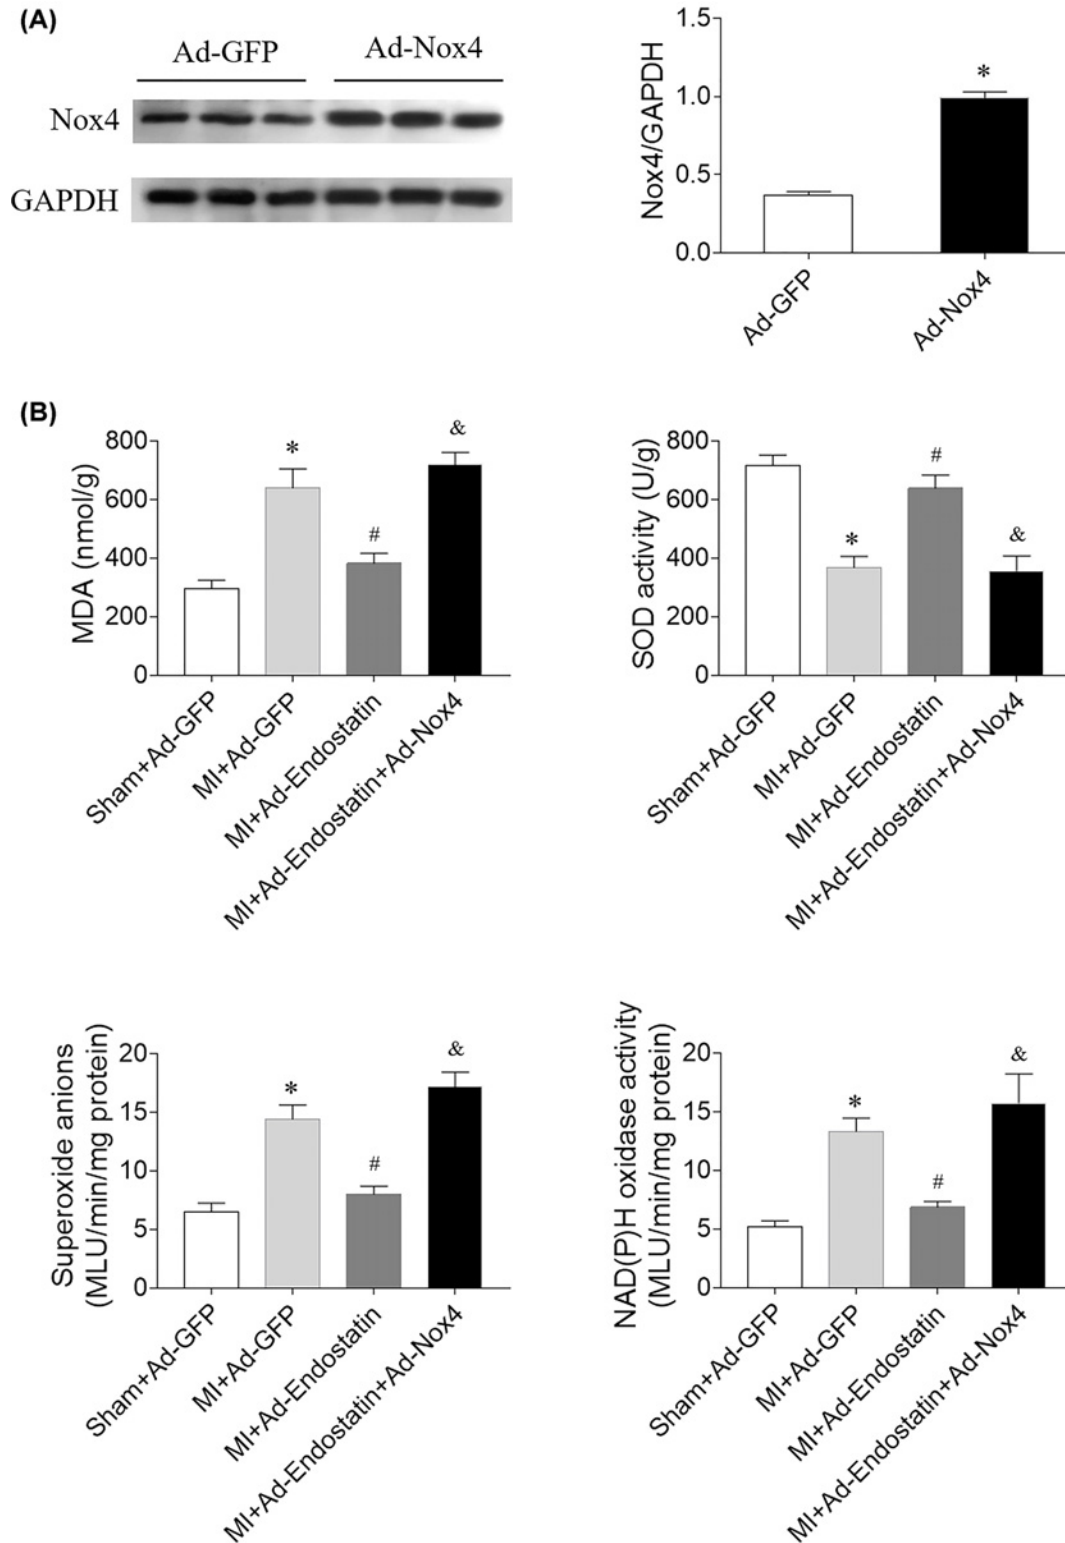 (A)
Ad-GFP
Ad-Nox4
Nox4
GAPDH
Nox4/GAPDH
1.5
1.0
0.5
0.0
*
Ad-GFP
Ad-Nox4
(B)
MDA (nmol/g)
800
600
400
200
0
*
#
&
Sham+Ad-GFP
MI+Ad-GFP
MI+Ad-Endostatin
MI+Ad-Endostatin+Ad-Nox4
SOD activity (U/g)
800
600
400
200
0
*
#
&
Sham+Ad-GFP
MI+Ad-GFP
MI+Ad-Endostatin
MI+Ad-Endostatin+Ad-Nox4
Superoxide anions
(MLU/min/mg protein)
20
15
10
5
0
*
#
&
Sham+Ad-GFP
MI+Ad-GFP
MI+Ad-Endostatin
MI+Ad-Endostatin+Ad-Nox4
NAD(P)H oxidase activity
(MLU/min/mg protein)
20
15
10
5
0
*
#
&
Sham+Ad-GFP
MI+Ad-GFP
MI+Ad-Endostatin
MI+Ad-Endostatin+Ad-Nox4